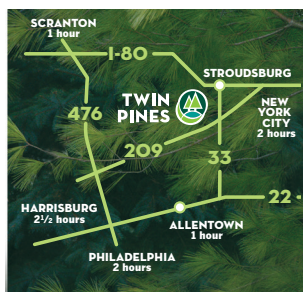 SCRANTON
1 hour
I-80
STROUDSBURG
TWIN
PINES
NEW
YORK
CITY
2 hours
476
209
33
22
HARRISBURG
2½ hours
ALLENTOWN
1 hour
PHILADELPHIA
2 hours